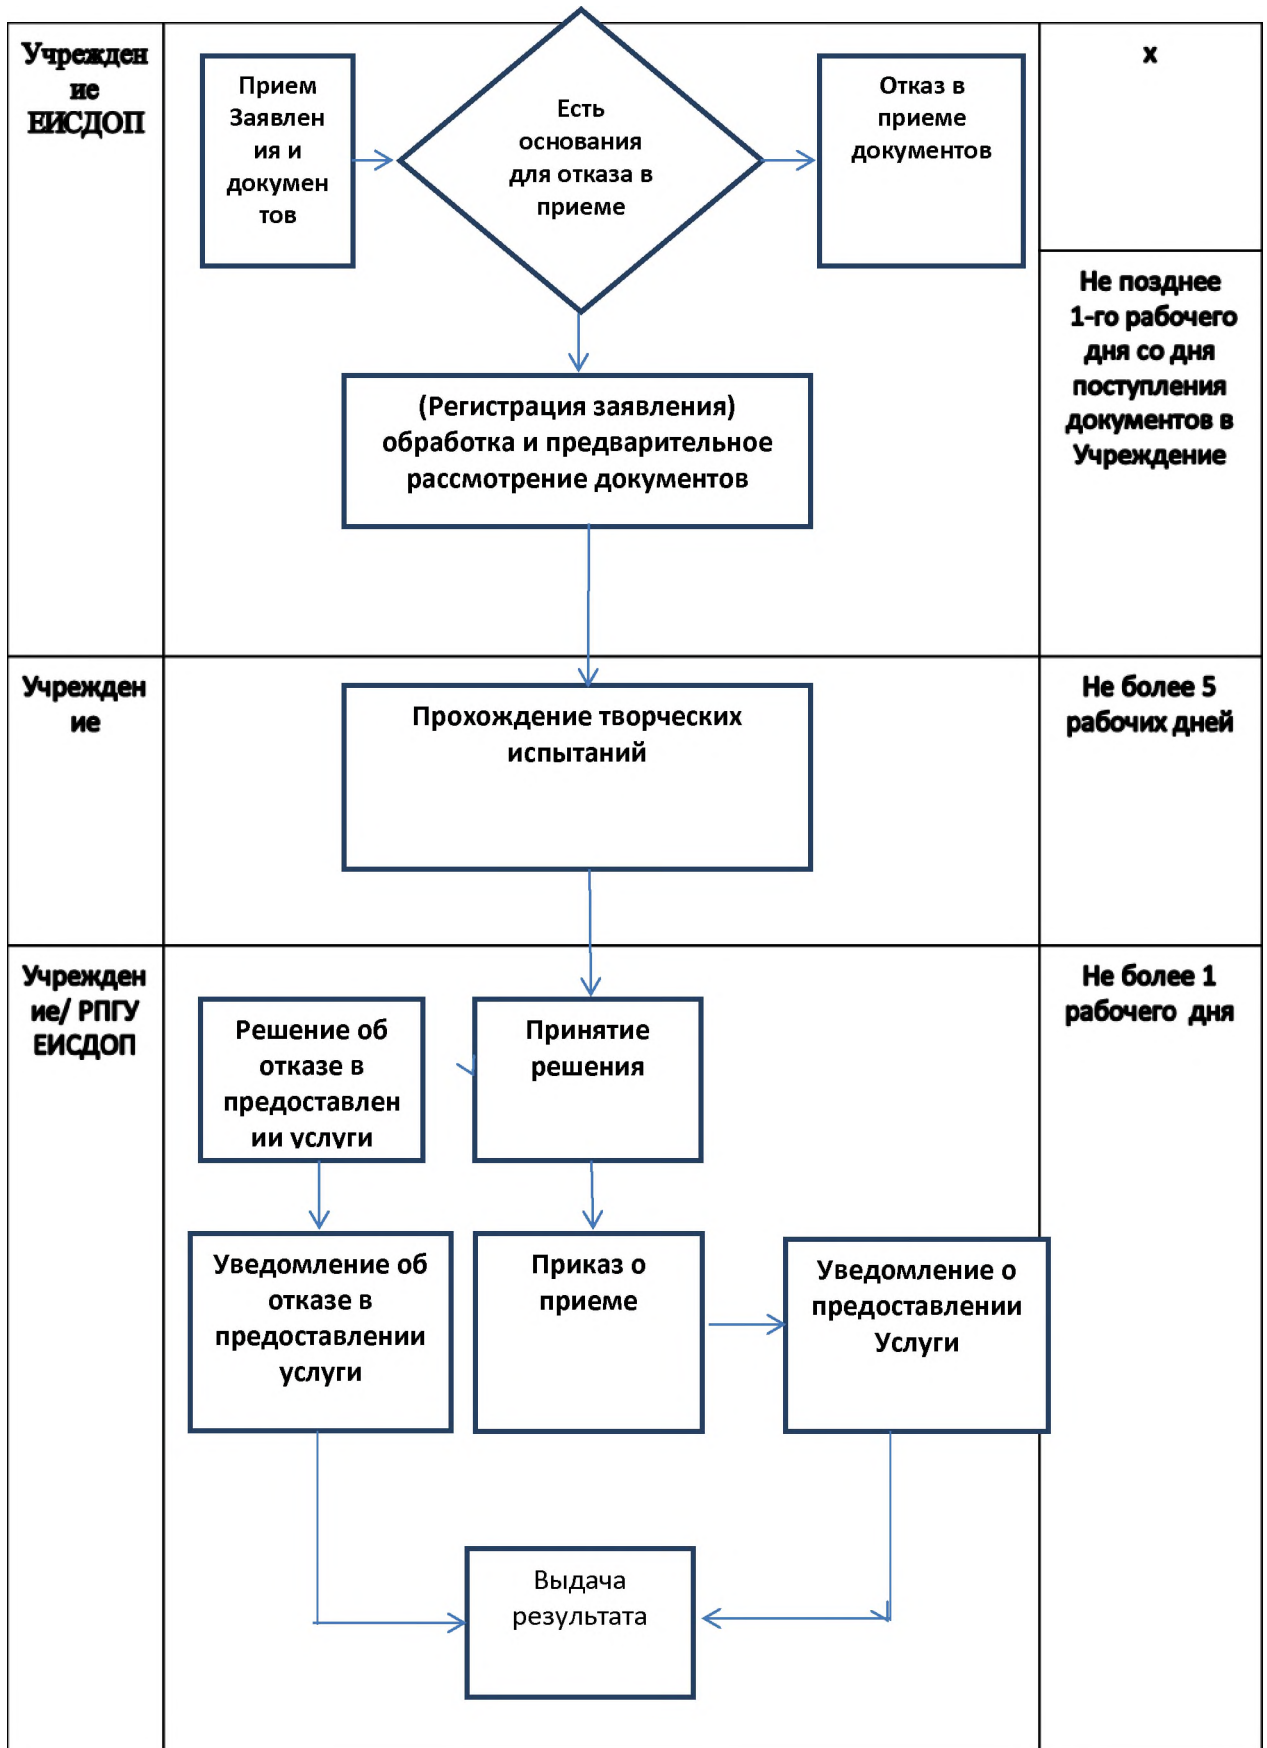 Учрежден
ие
ЕИСДОП
Прием
Заявлен
ия и
докумен
тов
Есть
основания
для отказа в
приеме
Отказ в
приеме
документов
х
Не позднее
1-го рабочего
дня со дня
поступления
документов в
Учреждение
(Регистрация заявления)
обработка и предварительное
рассмотрение документов
Учрежден
ие
Прохождение творческих
испытаний
Не более 5
рабочих дней
Учрежден
ие/ РПГУ
ЕИСДОП
Решение об
отказе в
предоставлен
ии услуги
Принятие
решения
Не более 1
рабочего дня
Уведомление об
отказе в
предоставлении
услуги
Приказ о
приеме
Уведомление о
предоставлении
Услуги
Выдача
результата